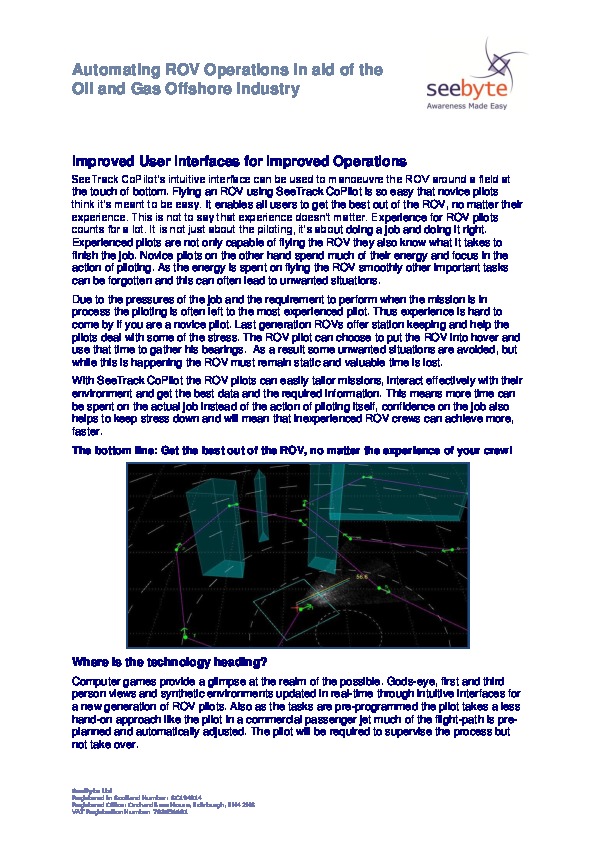 Automating ROV Operations in aid of the
Oil and Gas Offshore Industry
seebyte
Awareness Made Easy
Improved User Interfaces for Improved Operations
SeeTrack CoPilot's intuitive interface can be used to manoeuvre the ROV around a field at
the touch of bottom. Flying an ROV using SeeTrack CoPilot is so easy that novice pilots
think it's meant to be easy. It enables all users to get the best out of the ROV, no matter their
experience. This is not to say that experience doesn't matter. Experience for ROV pilots
counts for a lot. It is not just about the piloting, it's about doing a job and doing it right.
Experienced pilots are not only capable of flying the ROV they also know what it takes to
finish the job. Novice pilots on the other hand spend much of their energy and focus in the
action of piloting. As the energy is spent on flying the ROV smoothly other important tasks
can be forgotten and this can often lead to unwanted situations.
Due to the pressures of the job and the requirement to perform when the mission is in
process the piloting is often left to the most experienced pilot. Thus experience is hard to
come by if you are a novice pilot. Last generation ROVs offer station keeping and help the
pilots deal with some of the stress. The ROV pilot can choose to put the ROV into hover and
use that time to gather his bearings.  As a result some unwanted situations are avoided, but
while this is happening the ROV must remain static and valuable time is lost.
With SeeTrack CoPilot the ROV pilots can easily tailor missions, interact effectively with their
environment and get the best data and the required information. This means more time can
be spent on the actual job instead of the action of piloting itself, confidence on the job also
helps to keep stress down and will mean that inexperienced ROV crews can achieve more,
faster.
The bottom line: Get the best out of the ROV, no matter the experience of your crew!
56.6
Where is the technology heading?
Computer games provide a glimpse at the realm of the possible. Gods-eye, first and third
person views and synthetic environments updated in real-time through intuitive interfaces for
a new generation of ROV pilots. Also as the tasks are pre-programmed the pilot takes a less
hand-on approach like the pilot in a commercial passenger jet much of the flight-path is pre-
planned and automatically adjusted. The pilot will be required to supervise the process but
not take over.
SeeByte Ltd
Registered in Scotland Number:
Registered Office: Orchard Brae House, Edinburgh,
VAT Registration Number: